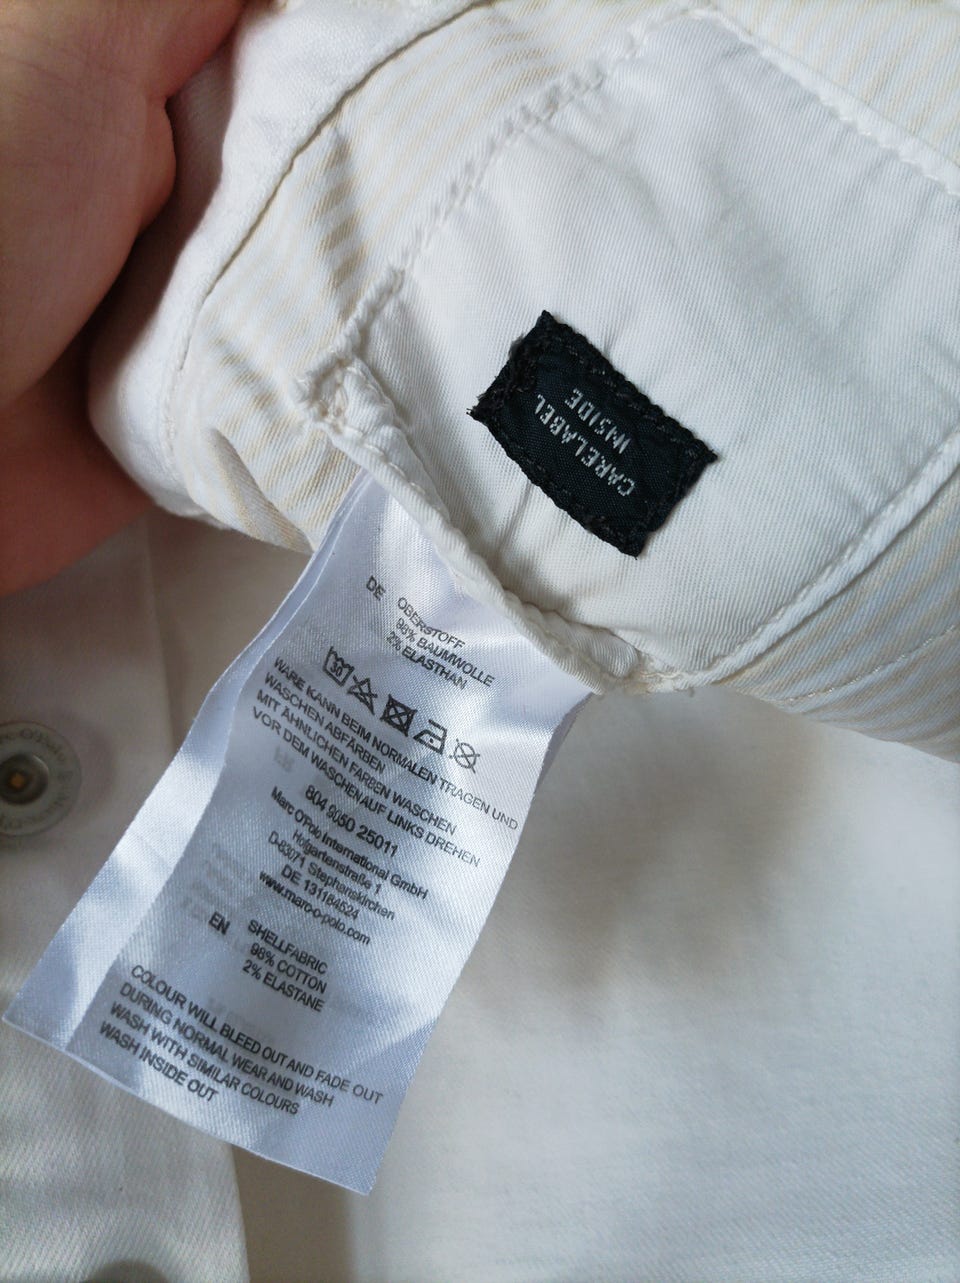 CARELABEL
INSIDE
DE
OBERSTOFF
98% BAUMWOLLE
2% ELASTHAN
30
WARE KANN BEIM NORMALEN TRAGEN UND
WASCHEN ABFÄRBEN
MIT ÄHNLICHEN FARBEN WASCHEN
VOR DEM WASCHEN AUF LINKS DREHEN
804 9050 25011
Marc O'Polo International GmbH
Hofgartenstraße 1
D-83071 Stephanskirchen
DE 131184524
www.marc-o-polo.com
EN
SHELLFABRIC
98% COTTON
2% ELASTANE
COLOUR WILL BLEED OUT AND FADE OUT
DURING NORMAL WEAR AND WASH
WASH WITH SIMILAR COLOURS
WASH INSIDE OUT